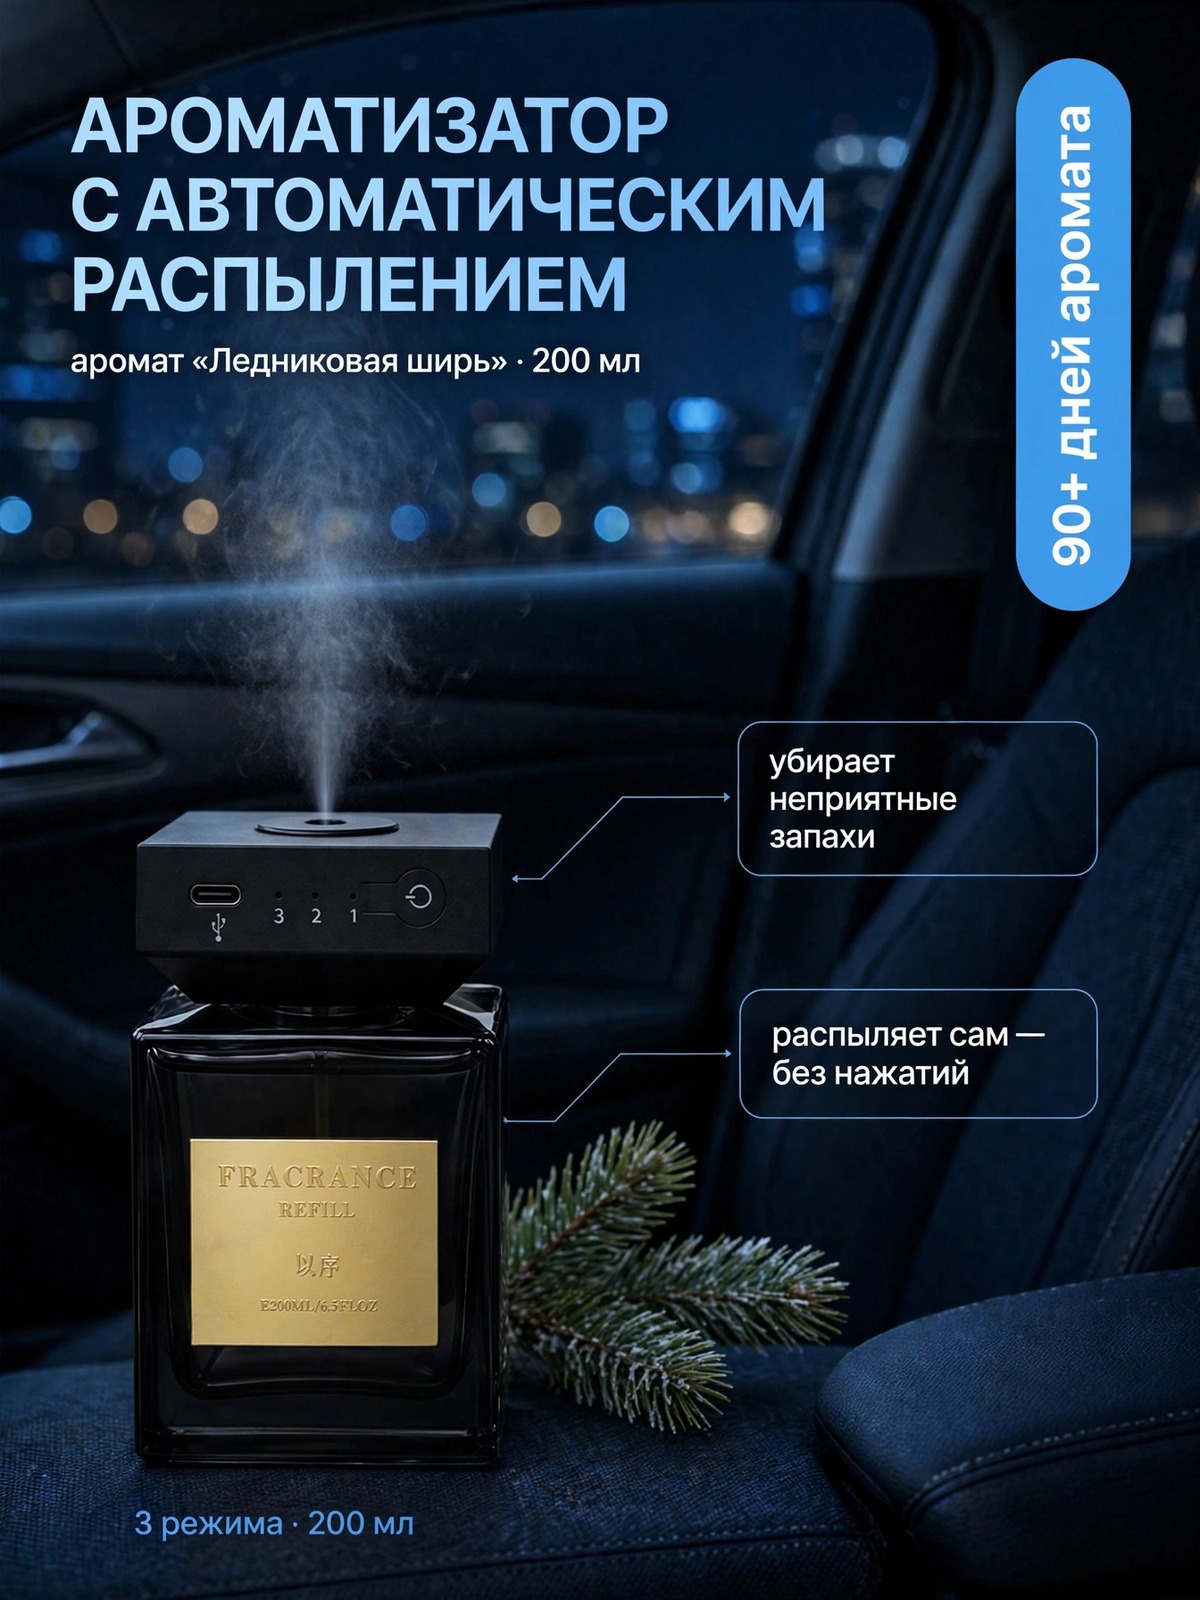 АРОМАТИЗАТОР
С АВТОМАТИЧЕСКИМ
РАСПЫЛЕНИЕМ
аромат «Ледниковая ширь» · 200 мл
90+ дней аромата
убирает
неприятные
запахи
3 2 1
распыляет сам —
без нажатий
FRACRANCE
REFILL
以序
E200ML/6.5FLOZ
3 режима · 200 мл